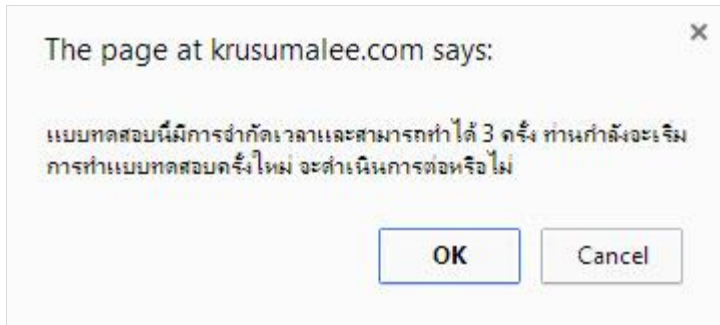 The page at krusumalee.com says:
แบบทดสอบนี้มีการจำกัดเวลาและสามารถทำได้ 3 ครั้ง ท่านกำลังจะเริ่ม
การทำแบบทดสอบครั้งใหม่ จะดำเนินการต่อหรือไม่
OK Cancel